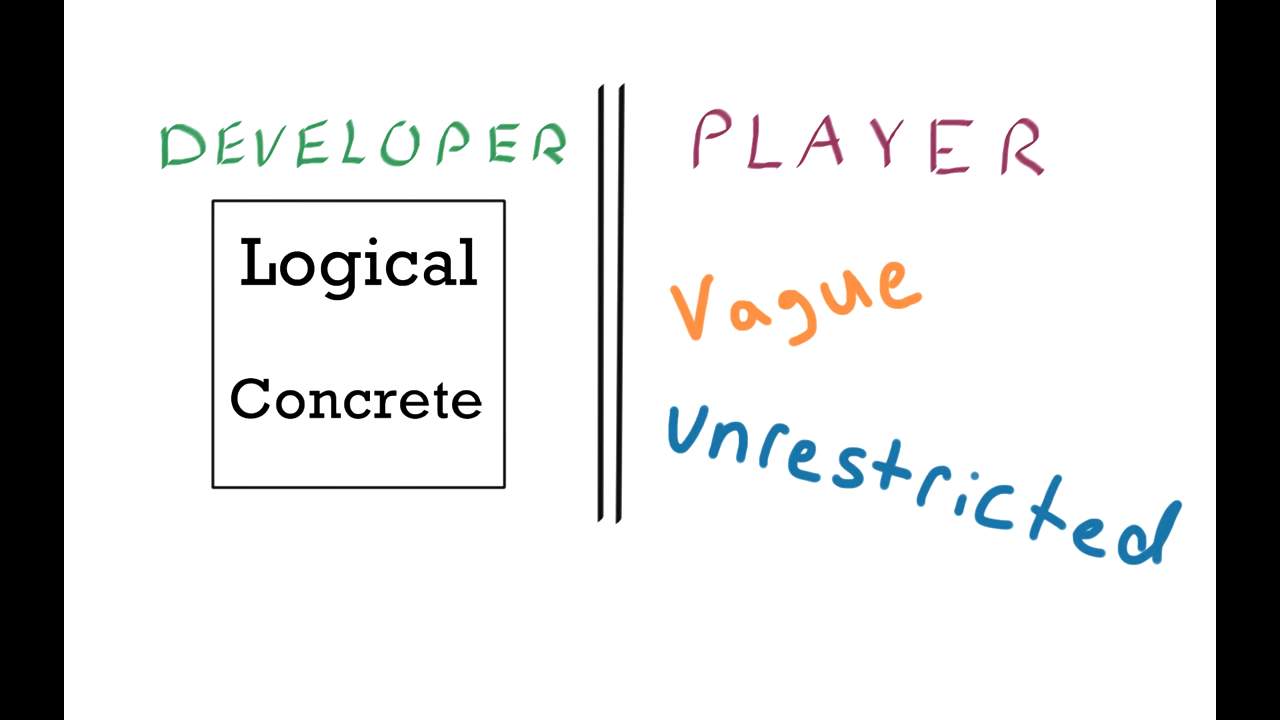 DEVELOPER
Logical
Concrete
PLAYER
Vague
Unrestricted